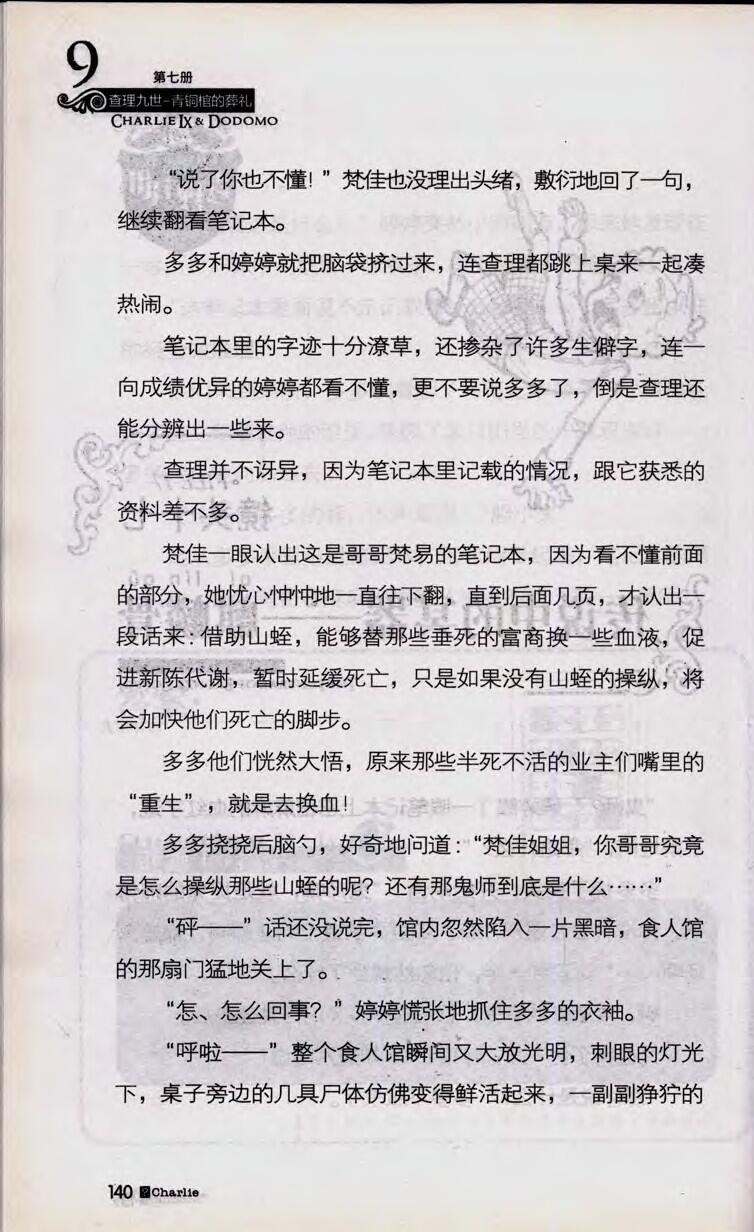 9
第七册
查理九世-青铜棺的葬礼
CHARLIE IX & DODOMO
“说了你也不懂！”梵佳也没理出头绪，敷衍地回了一句，
继续翻看笔记本。
多多和婷婷就把脑袋挤过来，连查理都跳上桌来一起凑
热闹。
笔记本里的字迹十分潦草，还掺杂了许多生僻字，连一
向成绩优异的婷婷都看不懂，更不要说多多了，倒是查理还
能分辨出一些来。
查理并不讶异，因为笔记本里记载的情况，跟它获悉的
资料差不多。
梵佳一眼认出这是哥哥梵易的笔记本，因为看不懂前面
的部分，她忧心忡忡地一直往下翻，直到后面几页，才认出一
段话来：借助山蛭，能够替那些垂死的富商换一些血液，促
进新陈代谢，暂时延缓死亡，只是如果没有山蛭的操纵，将
会加快他们死亡的脚步。
多多他们恍然大悟，原来那些半死不活的业主们嘴里的
“重生”，就是去换血！
多多挠挠后脑勺，好奇地问道：“梵佳姐姐，你哥哥究竟
是怎么操纵那些山蛭的呢？还有那鬼师到底是什么……”
“砰——”话还没说完，馆内忽然陷入一片黑暗，食人馆
的那扇门猛地关上了。
“怎、怎么回事？”婷婷慌张地抓住多多的衣袖。
“呼啦——”整个食人馆瞬间又大放光明，刺眼的灯光
下，桌子旁边的几具尸体仿佛变得鲜活起来，一副副狰狞的
140 Charlie